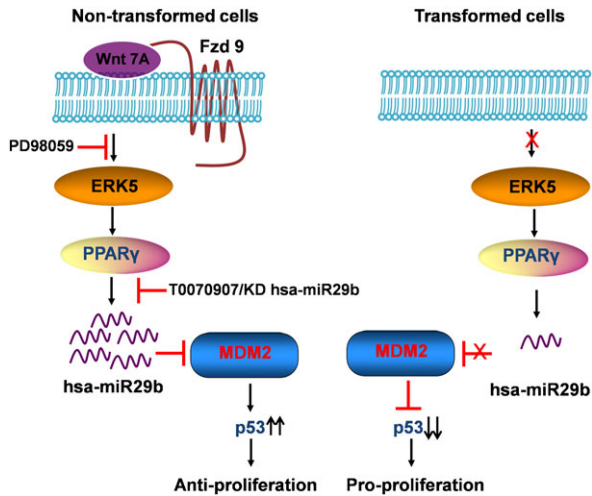 Non-transformed cells
Transformed cells
Wnt 7A
Fzd 9
PD98059
ERK5
ERK5
PPARγ
PPARγ
T0070907/KD hsa-miR29b
MDM2
MDM2
hsa-miR29b
hsa-miR29b
p53↑↑
p53↓↓
Anti-proliferation
Pro-proliferation